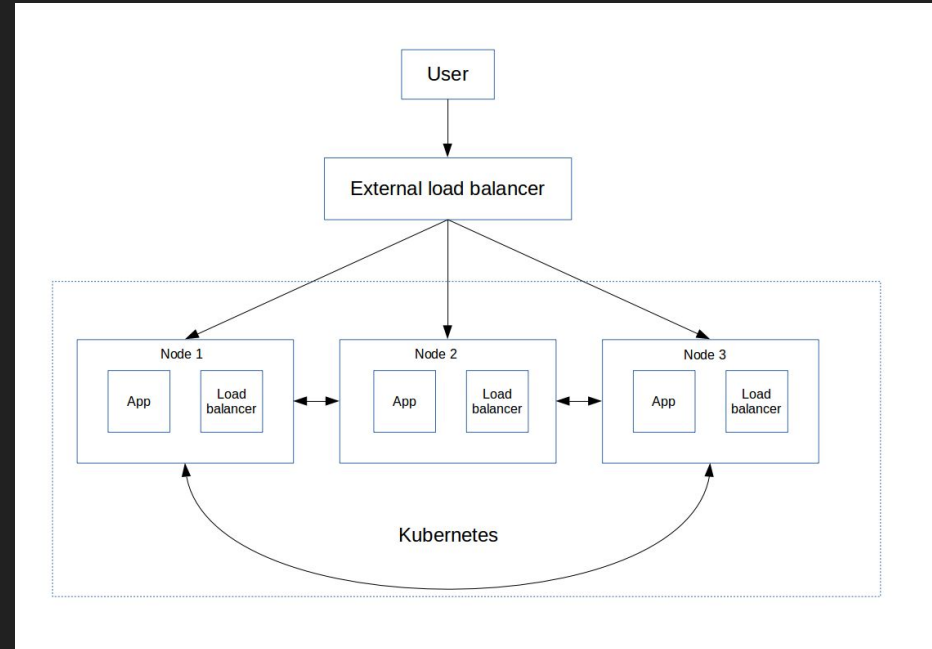 User
External load balancer
Node 1
App
Load
balancer
Node 2
App
Load
balancer
Node 3
App
Load
balancer
Kubernetes